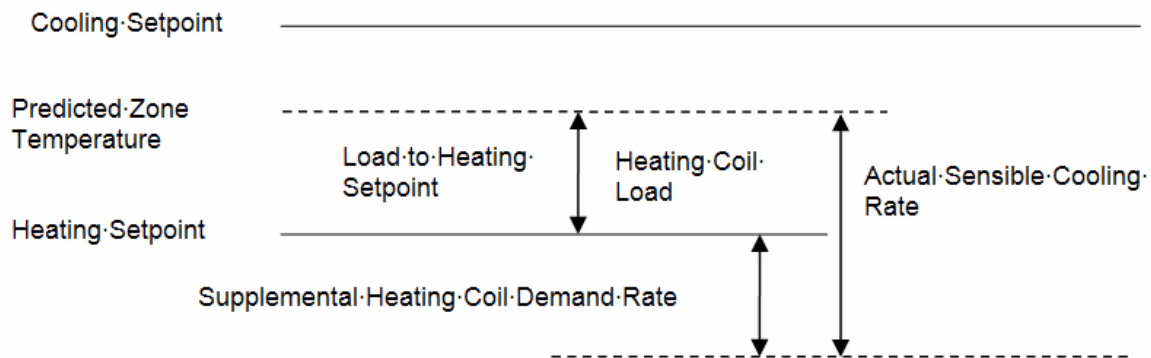 Cooling·Setpoint
Predicted·Zone
Temperature
Load·to·Heating·
Setpoint
Heating·Coil·
Load
Actual·Sensible·Cooling·
Rate
Heating·Setpoint
Supplemental·Heating·Coil·Demand·Rate